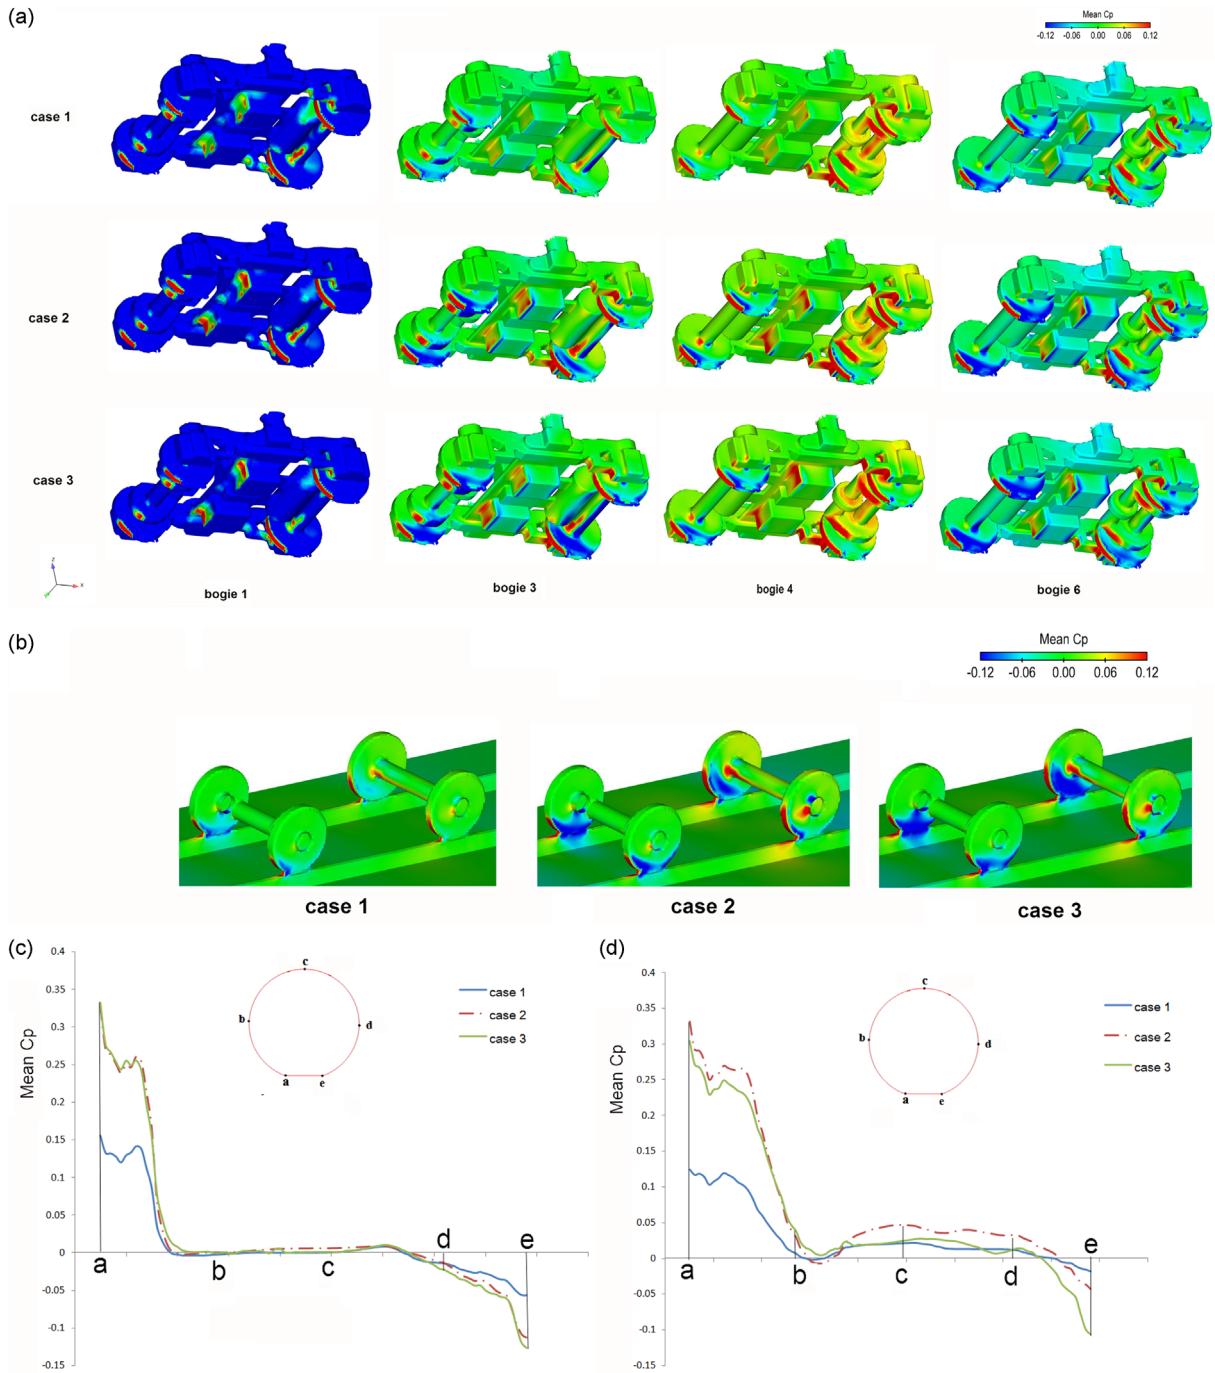 (a)
Mean Cp
-0.12 -0.06 0.00 0.06 0.12
case 1
case 2
case 3
z
x
bogie 1
bogie 3
bogie 4
bogie 6
(b)
Mean Cp
-0.12 -0.06 0.00 0.06 0.12
case 1
case 2
case 3
(c)
Mean Cp
0.4
0.35
0.3
0.25
0.2
0.15
0.1
0.05
0
-0.05
-0.1
-0.15
c
b
d
a
e
case 1
case 2
case 3
a
b
c
d
e
(d)
Mean Cp
0.4
0.35
0.3
0.25
0.2
0.15
0.1
0.05
0
-0.05
-0.1
-0.15
c
b
d
a
e
case 1
case 2
case 3
a
b
c
d
e